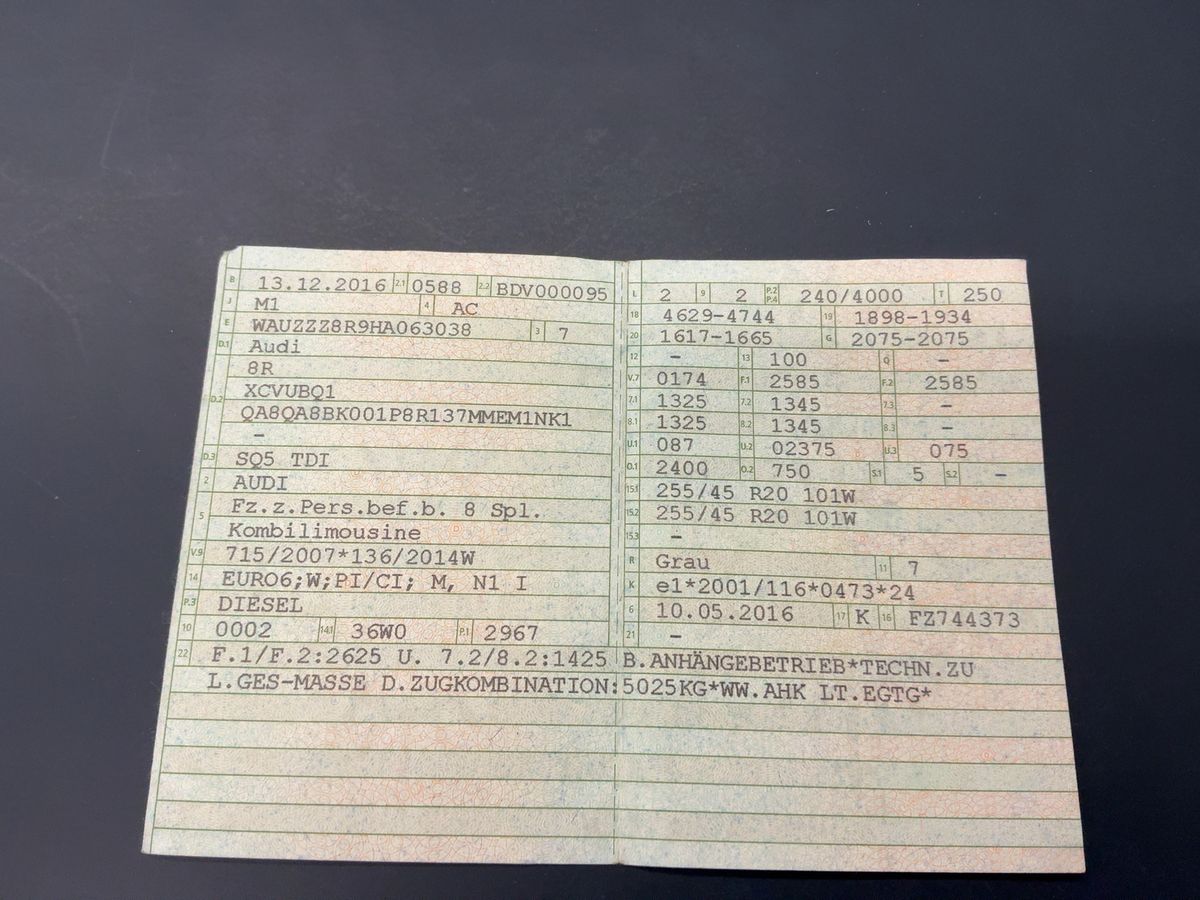 B 13.12.2016 2.1 0588 2.2 BDV000095
J M1 4 AC
E WAUZZZ8R9HA063038 3 7
D.1 Audi
8R
D.2 XCVUBQ1
QA8QA8BK001P8R137MMEM1NK1
–
D.3 SQ5 TDI
2 AUDI
5 Fz.z.Pers.bef.b. 8 Spl.
Kombilimousine
V.9 715/2007*136/2014W
14 EURO6;W;PI/CI; M, N1 I
P.3 DIESEL
10 0002 14.1 36W0 P.1 2967
L 2 9 2 P.2 P.4 240/4000 T 250
18 4629-4744 19 1898-1934
20 1617-1665 G 2075-2075
12 – 13 100 Q –
V.7 0174 F.1 2585 F.2 2585
7.1 1325 7.2 1345 7.3 –
8.1 1325 8.2 1345 8.3 –
U.1 087 U.2 02375 U.3 075
O.1 2400 O.2 750 S.1 5 S.2 –
15.1 255/45 R20 101W
15.2 255/45 R20 101W
15.3 –
R Grau 11 7
K e1*2001/116*0473*24
6 10.05.2016 17 K 16 FZ744373
21 –
22 F.1/F.2:2625 U. 7.2/8.2:1425 B.ANHÄNGEBETRIEB*TECHN.ZU
L.GES-MASSE D.ZUGKOMBINATION:5025KG*WW.AHK LT.EGTG*